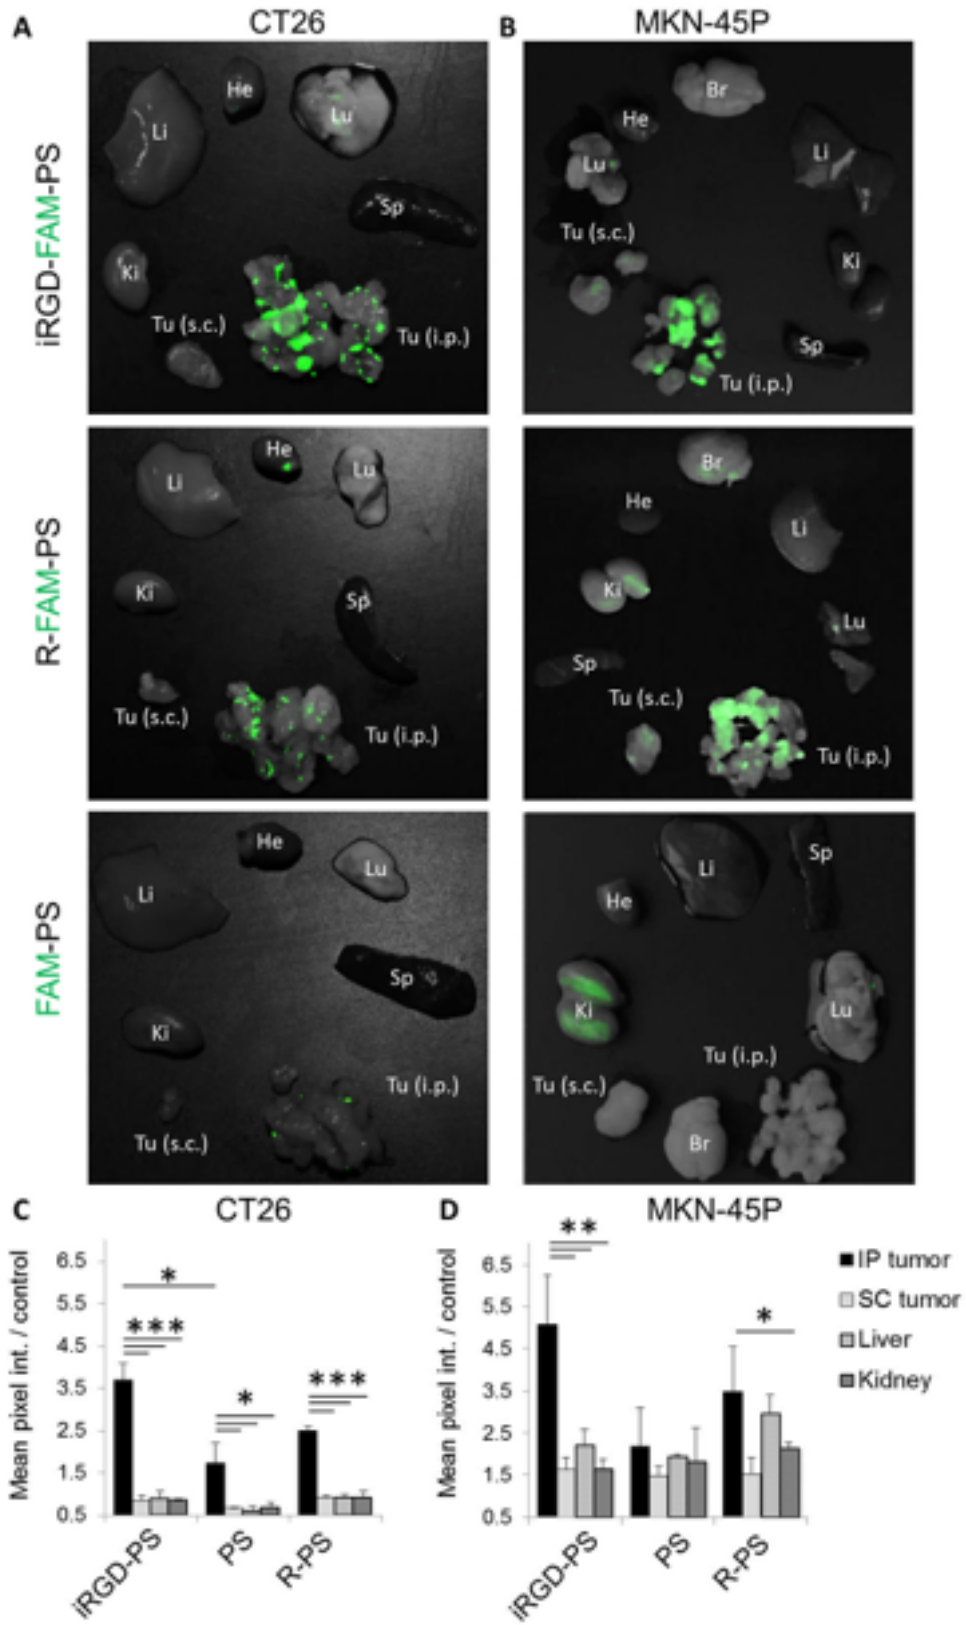 A CT26 B MKN-45P
iRGD-FAM-PS
Li He Lu Sp Ki Tu (s.c.) Tu (i.p.)
Br He Lu Li Tu (s.c.) Ki Sp Tu (i.p.)
R-FAM-PS
Li He Lu Ki Sp Tu (s.c.) Tu (i.p.)
Br He Li Ki Lu Sp Tu (s.c.) Tu (i.p.)
FAM-PS
He Lu Li Sp Ki Tu (i.p.) Tu (s.c.)
Li Sp He Ki Lu Tu (i.p.) Tu (s.c.) Br
C CT26
Mean pixel int. / control
6.5
5.5
4.5
3.5
2.5
1.5
0.5
*
***
*
***
iRGD-PS PS R-PS
D MKN-45P
Mean pixel int. / control
6.5
5.5
4.5
3.5
2.5
1.5
0.5
**
*
iRGD-PS PS R-PS
IP tumor
SC tumor
Liver
Kidney